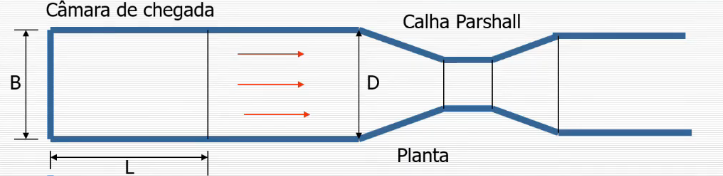 Câmara de chegada
Calha Parshall
B
D
Planta
L